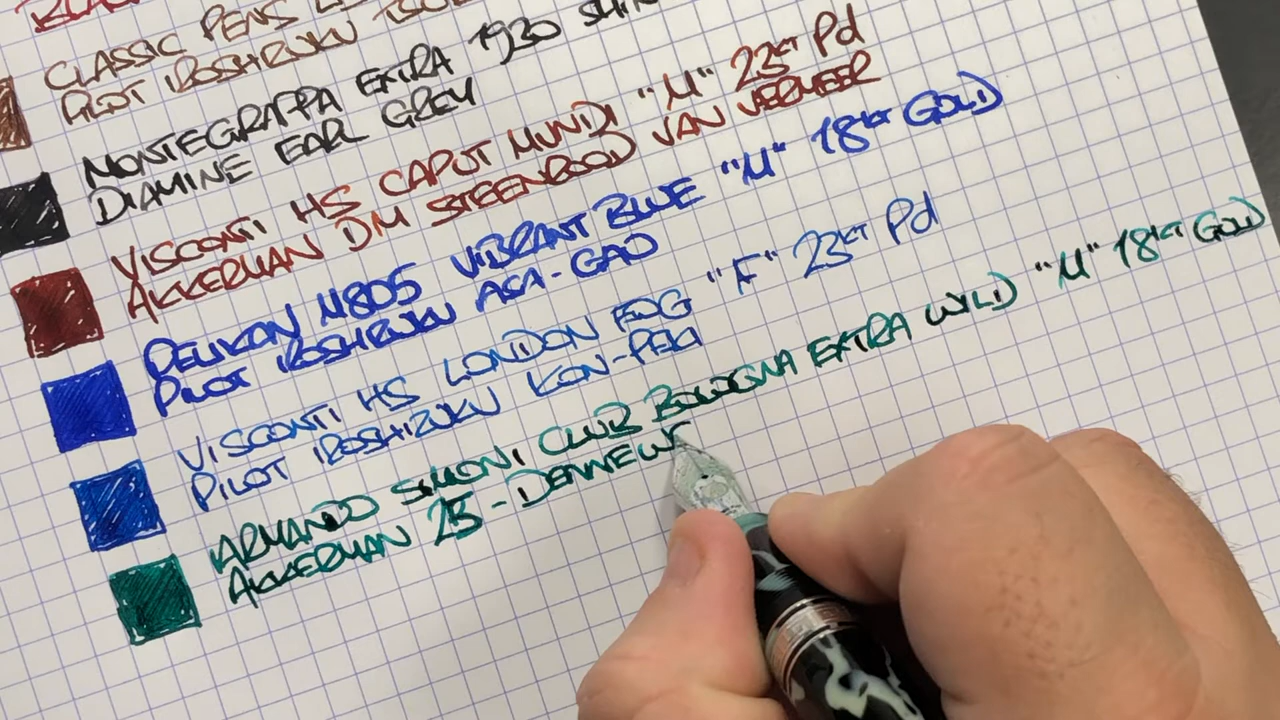 CLASSIC PENS
PILOT IROSHIZUKU
MONTEGRAPPA EXTRA 1930
DIAMINE EARL GREY
VISCONTI HS CAPUT MUNDI "M" 23KT Pd
AKKERMAN DM STEENROOD VAN VERMEER
PELIKAN M805 VIBRANT BLUE "M" 18KT GOLD
PILOT IROSHIZUKU ASA-GAO
VISCONTI HS LONDON FOG "F" 23KT Pd
PILOT IROSHIZUKU KON-PEKI
ARMANDO SIMONI CLUB BOLOGNA EXTRA WILD "M" 18KT GOLD
AKKERMAN 25-DENNEW